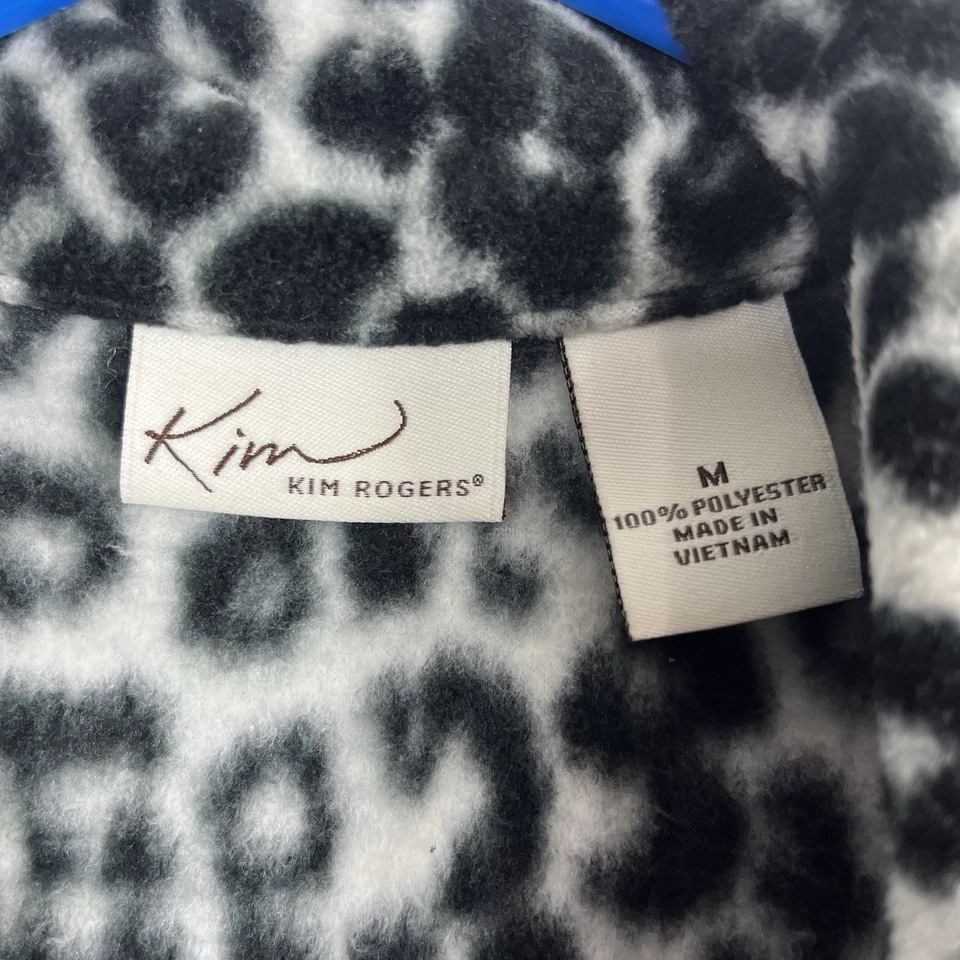 Kim
KIM ROGERS®
M
100% POLYESTER
MADE IN
VIETNAM